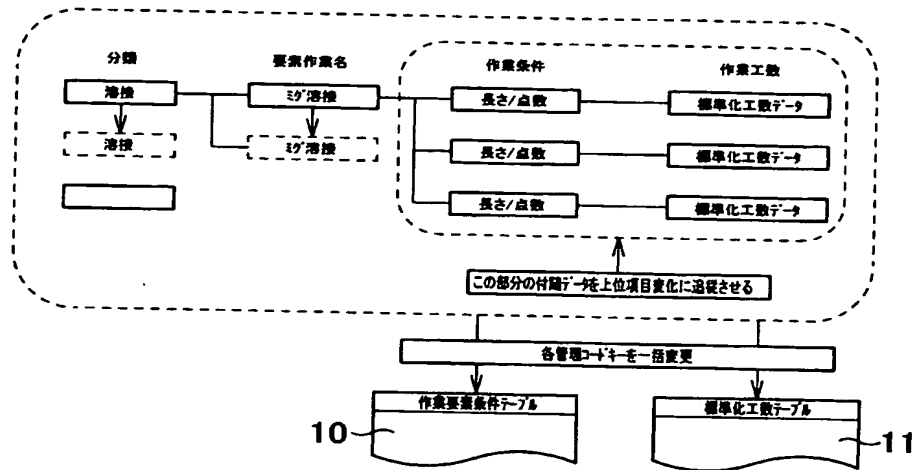 分類 要素作業名 作業条件 作業工数
溶接 ミグ溶接 長さ/点数 標準化工数データ
溶接 ミグ溶接 長さ/点数 標準化工数データ
長さ/点数 標準化工数データ
この部分の付随データを上位項目変化に追従させる
各管理コードキーを一括変更
作業要素条件テーブル 標準化工数テーブル
10 11